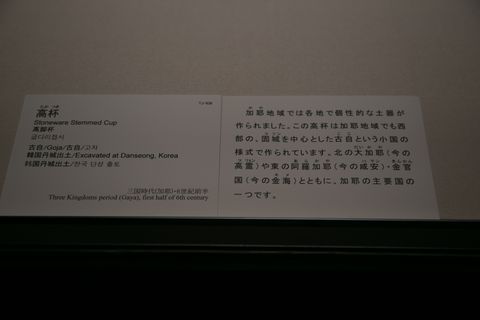 たか つき
高杯
TJ-
Stoneware Stemmed Cup
高腳杯
굽다리접시
古自/Goja/古自/고자
韓国丹城出土/Excavated at Danseong, Korea
韩国丹城出土/한국 단성 출토
三国時代(加耶)・6世紀前半
Three Kingdoms period (Gaya), first half of 6th century
加耶地域では各地で個性的な土器が
作られました。この高杯は加耶地域でも西
部の、固城を中心とした古自という小国の
様式で作られています。北の大加耶(今の
高霊)や東の阿羅加耶(今の咸安)・金官
国(今の金海)とともに、加耶の主要国の
一つです。